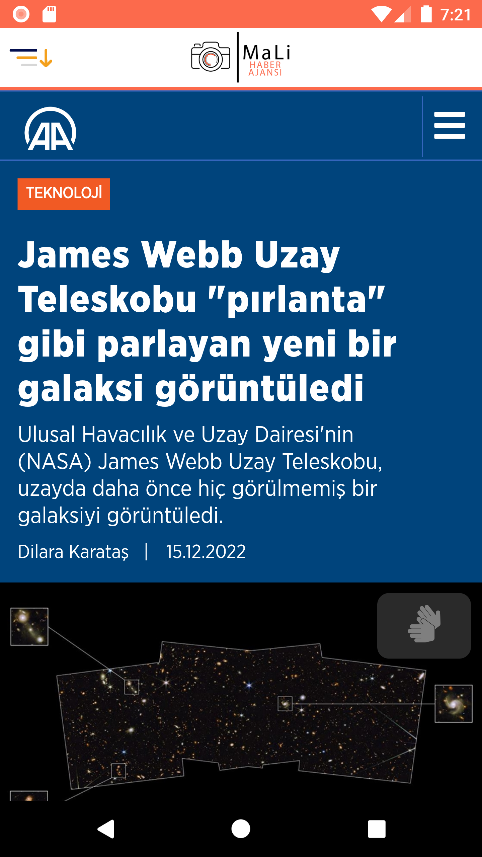 7:21
MaLi
HABER
AJANSI
AA
TEKNOLOJİ
James Webb Uzay
Teleskobu "pırlanta"
gibi parlayan yeni bir
galaksi görüntüledi
Ulusal Havacılık ve Uzay Dairesi'nin
(NASA) James Webb Uzay Teleskobu,
uzayda daha önce hiç görülmemiş bir
galaksiyi görüntüledi.
Dilara Karataş | 15.12.2022